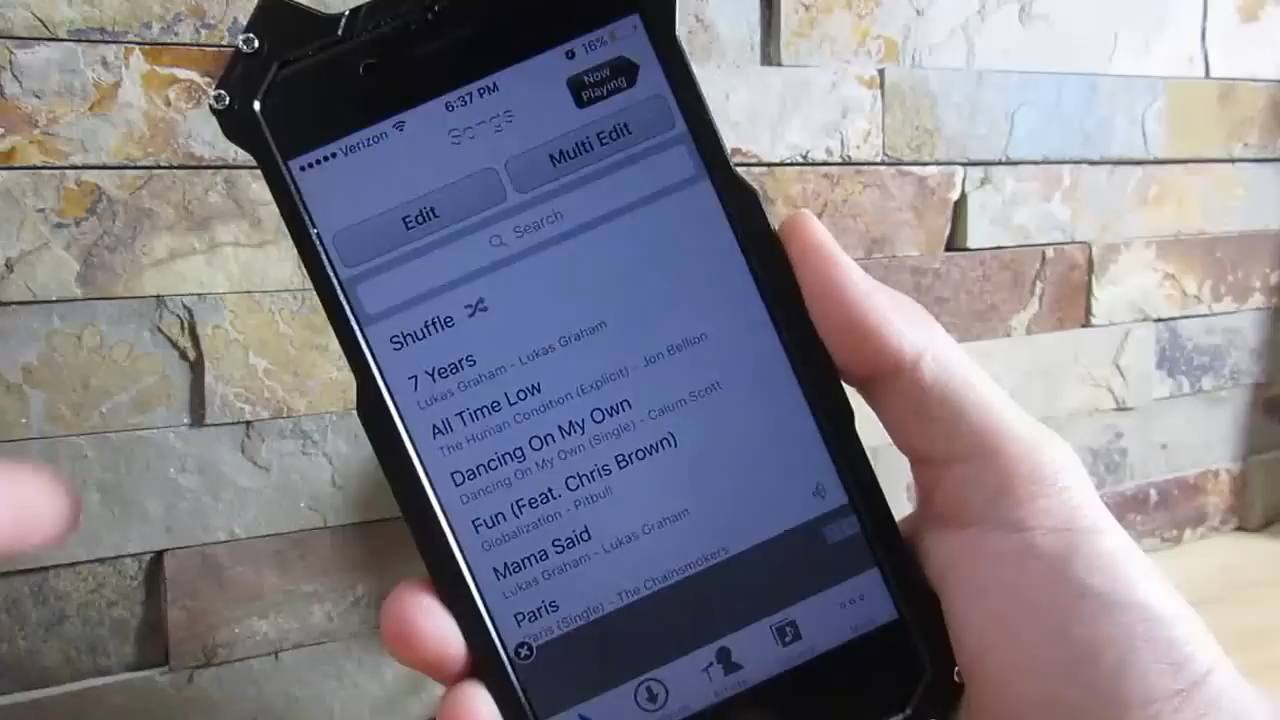 Verizon 6:37 PM 16%
Songs
Now
Playing
Edit Multi Edit
Search
Shuffle
7 Years
Lukas Graham - Lukas Graham
All Time Low
The Human Condition (Explicit) - Jon Bellion
Dancing On My Own
Dancing On My Own (Single) - Calum Scott
Fun (Feat. Chris Brown)
Globalization - Pitbull
Mama Said
Lukas Graham - Lukas Graham
Paris
Paris (Single) - The Chainsmokers
Artists
More